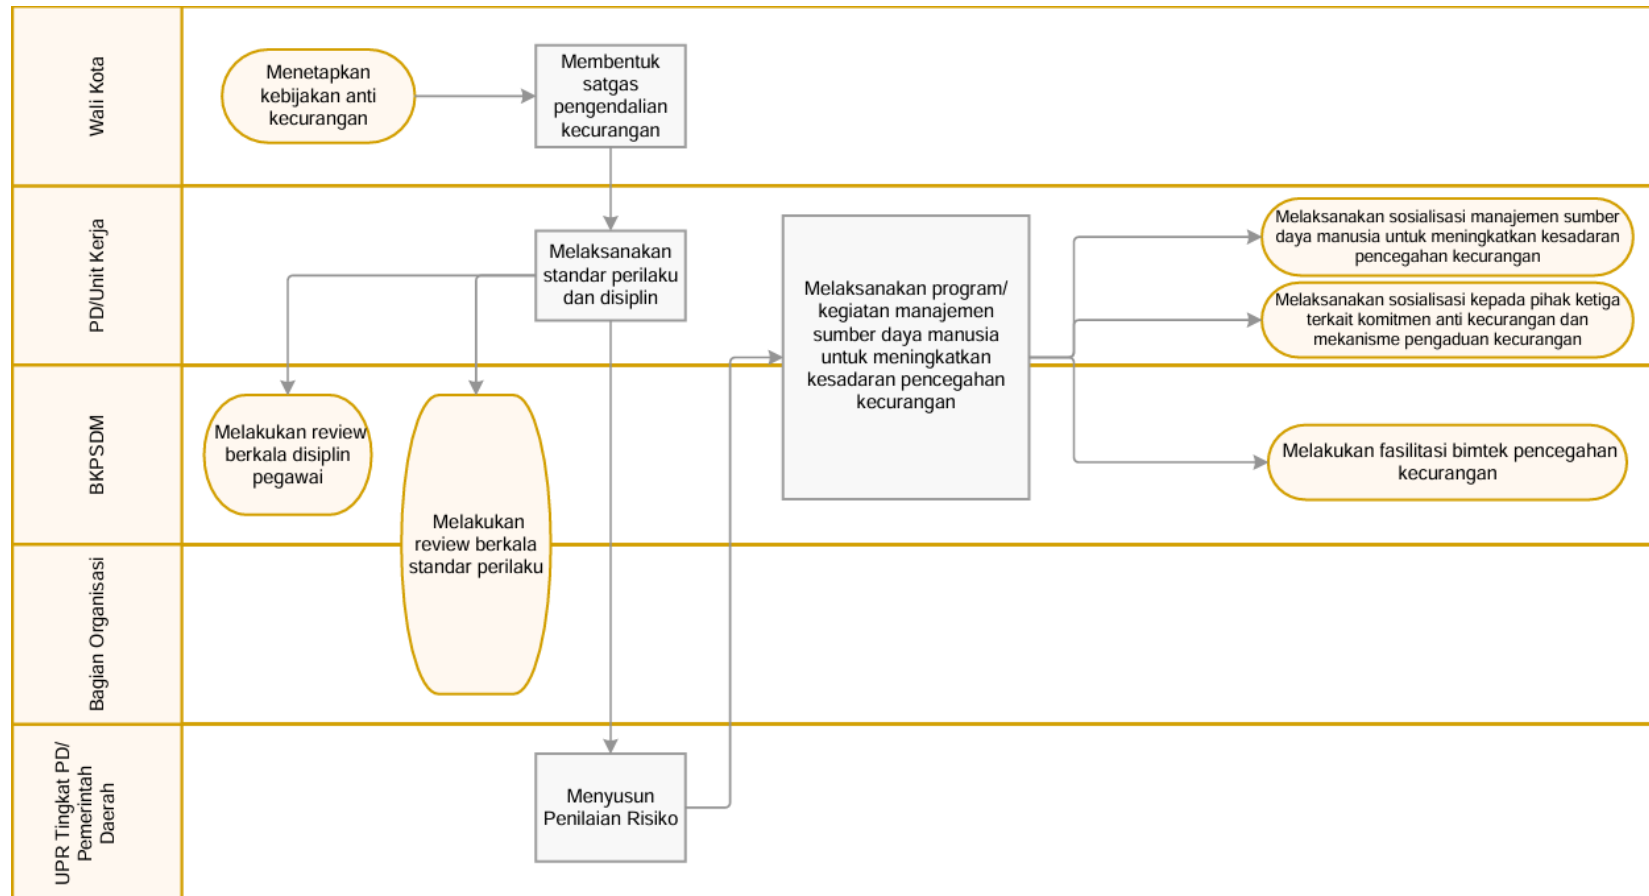 Wali Kota
Menetapkan
kebijakan anti
kecurangan
Membentuk
satgas
pengendalian
kecurangan
PD/Unit Kerja
Melaksanakan
standar perilaku
dan disiplin
Melaksanakan program/
kegiatan manajemen
sumber daya manusia
untuk meningkatkan
kesadaran pencegahan
kecurangan
Melaksanakan sosialisasi manajemen sumber
daya manusia untuk meningkatkan kesadaran
pencegahan kecurangan
Melaksanakan sosialisasi kepada pihak ketiga
terkait komitmen anti kecurangan dan
mekanisme pengaduan kecurangan
BKPSDM
Melakukan review
berkala disiplin
pegawai
Melakukan
review berkala
standar perilaku
Melakukan fasilitasi bimtek pencegahan
kecurangan
Bagian Organisasi
UPR Tingkat PD/
Pemerintah
Daerah
Menyusun
Penilaian Risiko